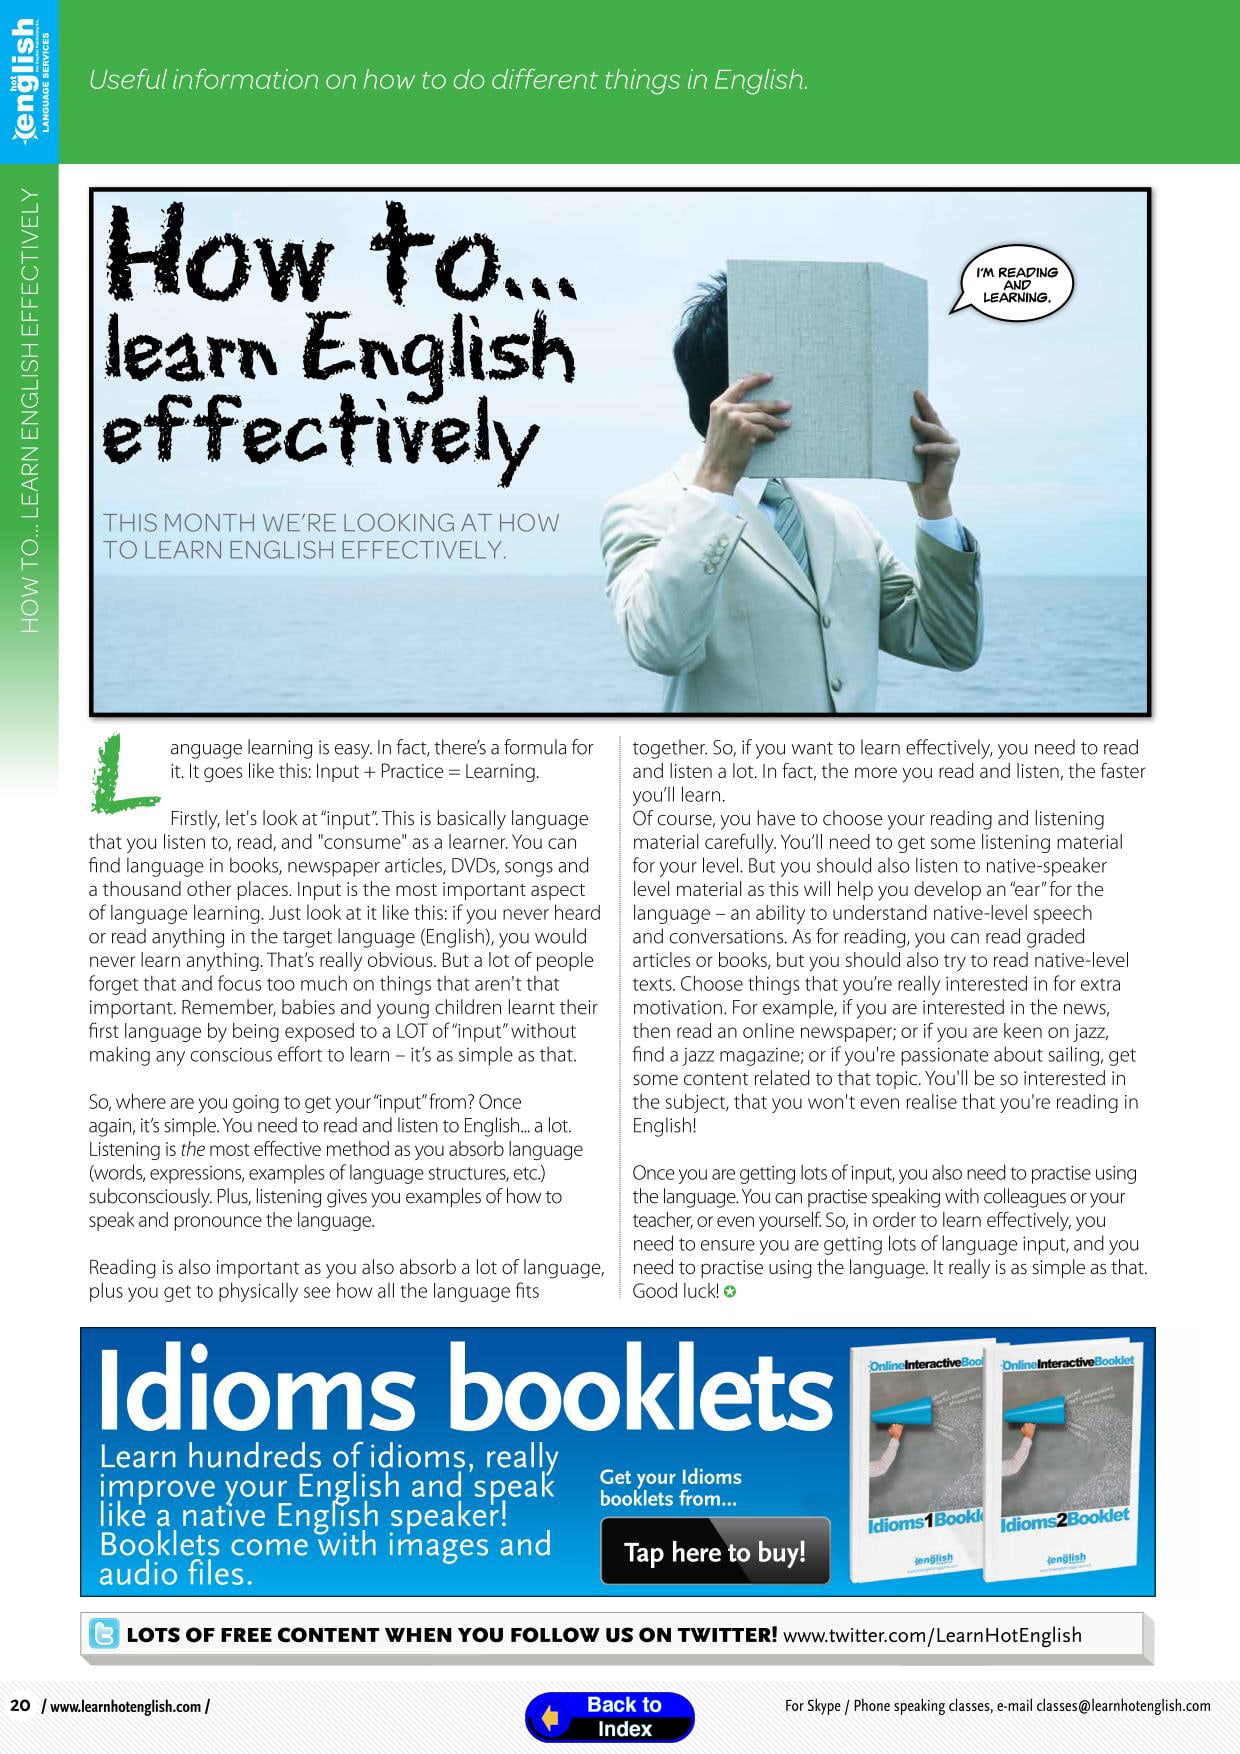 hot
english
LANGUAGE SERVICES
Useful information on how to do different things in English.
HOW TO... LEARN ENGLISH EFFECTIVELY
How to...
learn English
effectively
THIS MONTH WE'RE LOOKING AT HOW
TO LEARN ENGLISH EFFECTIVELY.
I'M READING
AND
LEARNING.
Language learning is easy. In fact, there's a formula for
it. It goes like this: Input + Practice = Learning.
Firstly, let's look at "input". This is basically language
that you listen to, read, and "consume" as a learner. You can
find language in books, newspaper articles, DVDs, songs and
a thousand other places. Input is the most important aspect
of language learning. Just look at it like this: if you never heard
or read anything in the target language (English), you would
never learn anything. That's really obvious. But a lot of people
forget that and focus too much on things that aren't that
important. Remember, babies and young children learnt their
first language by being exposed to a LOT of "input" without
making any conscious effort to learn – it's as simple as that.
So, where are you going to get your "input" from? Once
again, it's simple. You need to read and listen to English... a lot.
Listening is the most effective method as you absorb language
(words, expressions, examples of language structures, etc.)
subconsciously. Plus, listening gives you examples of how to
speak and pronounce the language.
Reading is also important as you also absorb a lot of language,
plus you get to physically see how all the language fits
together. So, if you want to learn effectively, you need to read
and listen a lot. In fact, the more you read and listen, the faster
you'll learn.
Of course, you have to choose your reading and listening
material carefully. You'll need to get some listening material
for your level. But you should also listen to native-speaker
level material as this will help you develop an "ear" for the
language – an ability to understand native-level speech
and conversations. As for reading, you can read graded
articles or books, but you should also try to read native-level
texts. Choose things that you're really interested in for extra
motivation. For example, if you are interested in the news,
then read an online newspaper; or if you are keen on jazz,
find a jazz magazine; or if you're passionate about sailing, get
some content related to that topic. You'll be so interested in
the subject, that you won't even realise that you're reading in
English!
Once you are getting lots of input, you also need to practise using
the language. You can practise speaking with colleagues or your
teacher, or even yourself. So, in order to learn effectively, you
need to ensure you are getting lots of language input, and you
need to practise using the language. It really is as simple as that.
Good luck!
Idioms booklets
Learn hundreds of idioms, really
improve your English and speak
like a native English speaker!
Booklets come with images and
audio files.
Get your Idioms
booklets from...
Tap here to buy!
OnlineInteractiveBool
Idioms1Bookl
english
OnlineInteractiveBooklet
Idioms2Booklet
english
LOTS OF FREE CONTENT WHEN YOU FOLLOW US ON TWITTER! www.twitter.com/LearnHotEnglish
20 / www.learnhotenglish.com /
Back to
Index
For Skype / Phone speaking classes, e-mail classes@learnhotenglish.com